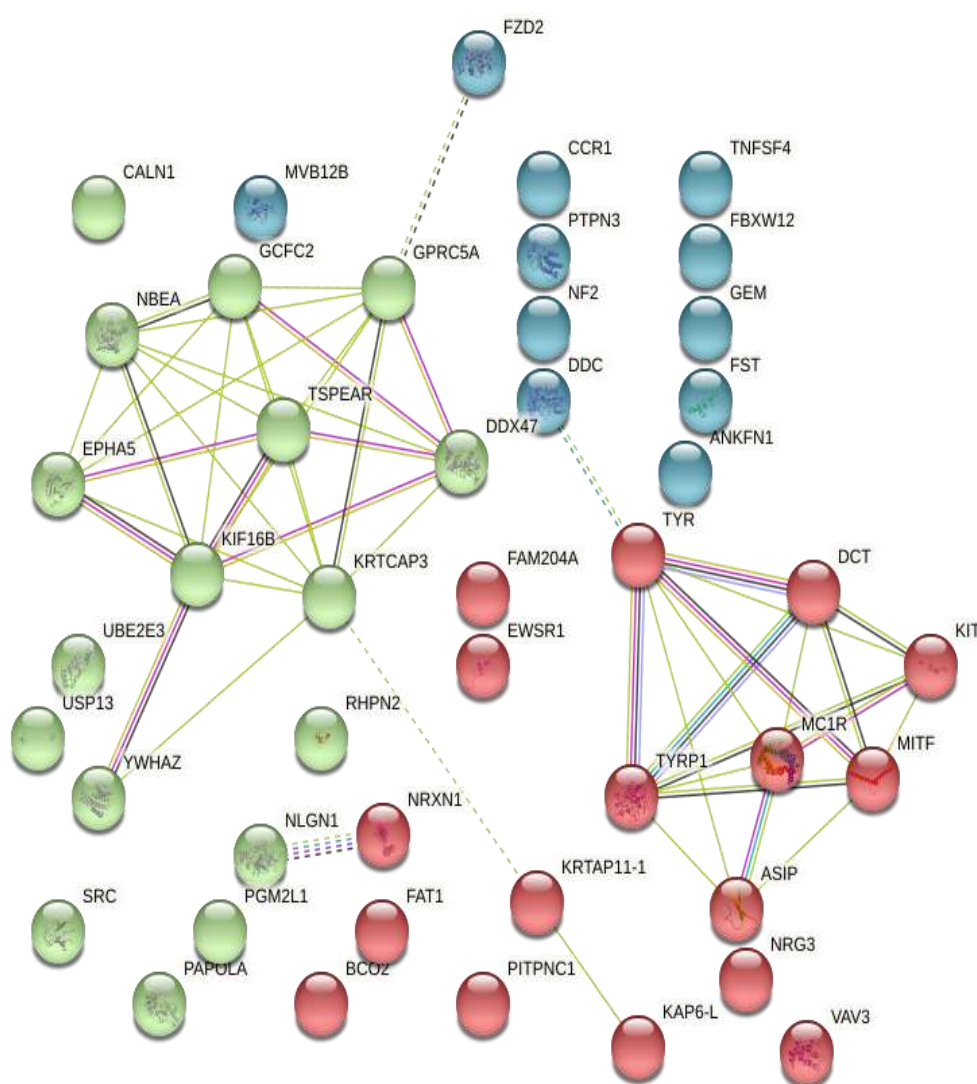 FZD2
CCR1
TNFSF4
CALN1
MVB12B
PTPN3
FBXW12
GCFC2
GPRC5A
NBEA
NF2
GEM
DDC
FST
TSPEAR
DDX47
EPHA5
ANKFN1
TYR
KIF16B
KRTCAP3
FAM204A
DCT
UBE2E3
EWSR1
KIT
USP13
RHPN2
MC1R
MITF
YWHAZ
TYRP1
NLGN1
NRXN1
KRTAP11-1
ASIP
SRC
PGM2L1
FAT1
NRG3
PAPOLA
BCO2
PITPNC1
KAP6-L
VAV3